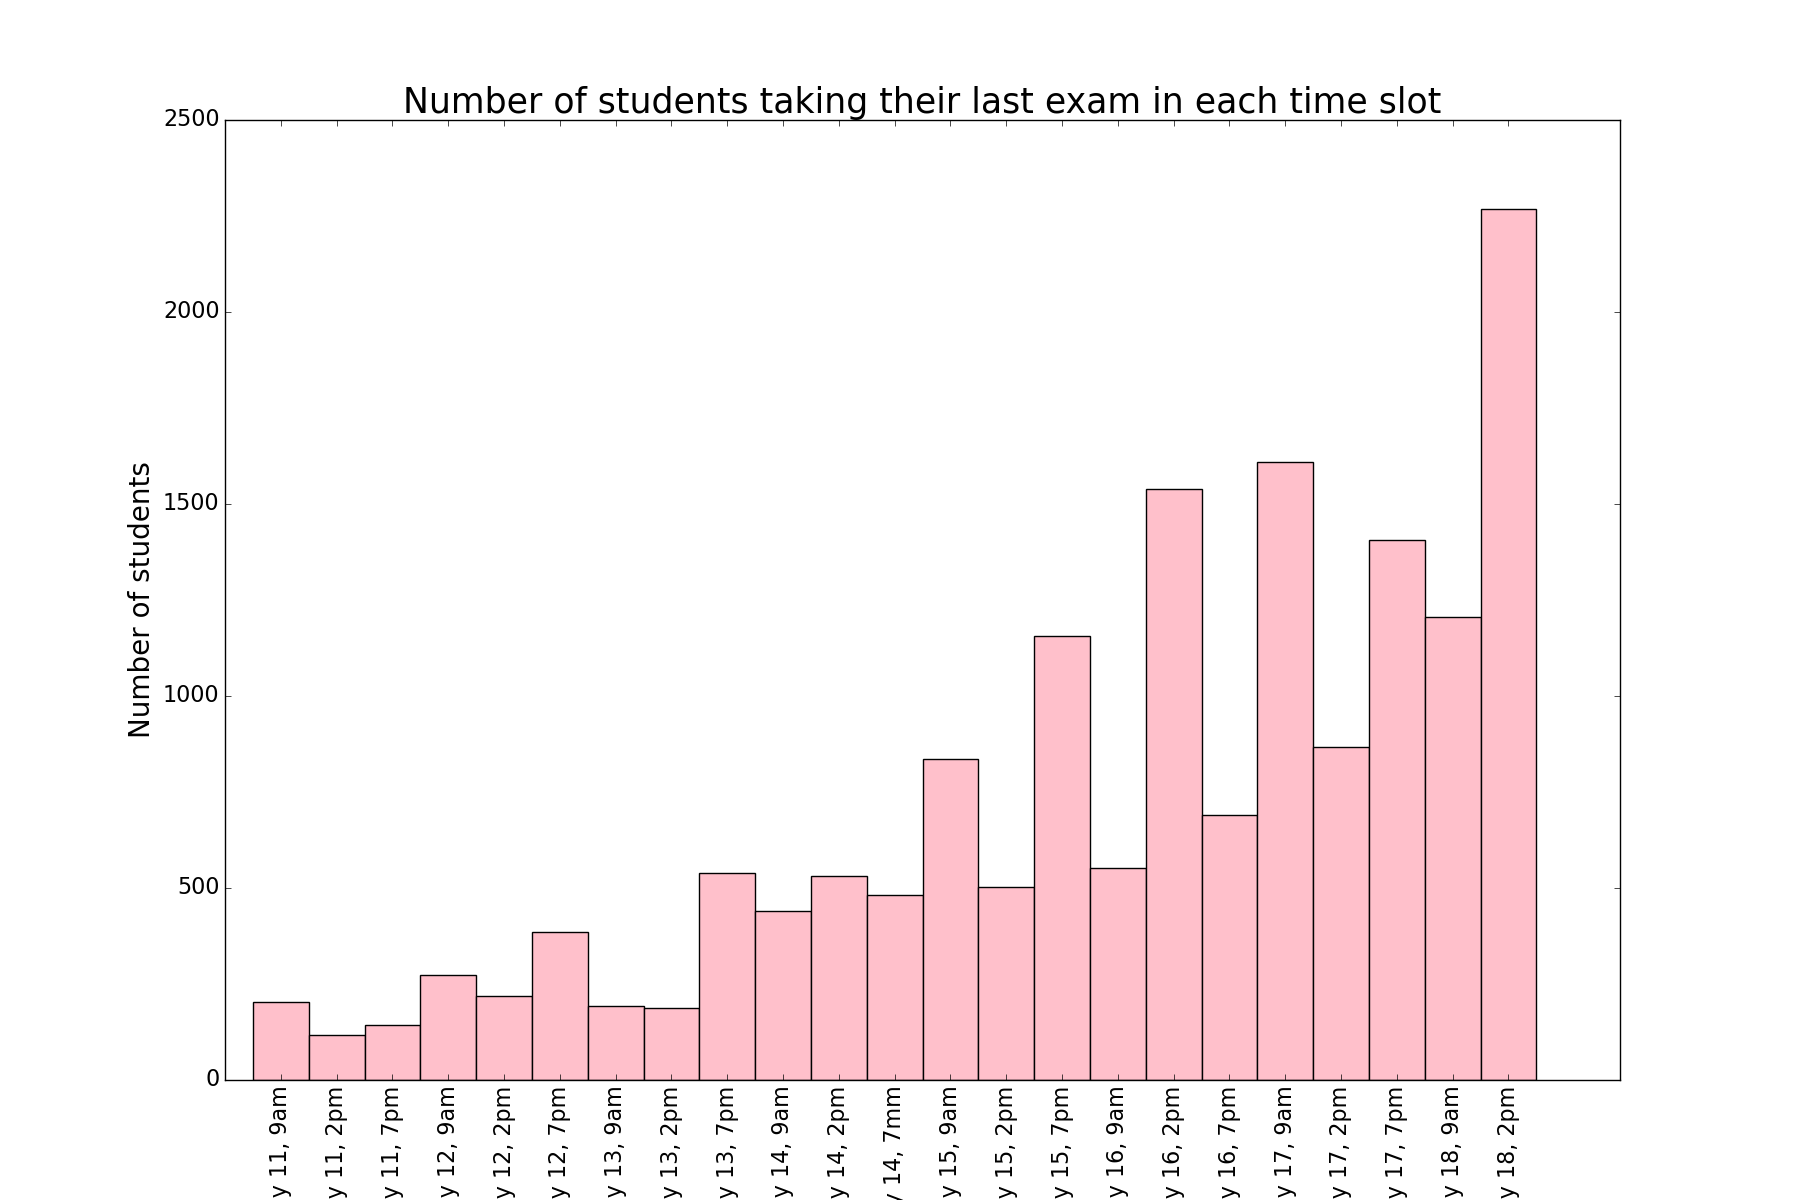 Number of students taking their last exam in each time slot
Number of students
2500
2000
1500
1000
500
0
y 11, 9am
y 11, 2pm
y 11, 7pm
y 12, 9am
y 12, 2pm
y 12, 7pm
y 13, 9am
y 13, 2pm
y 13, 7pm
y 14, 9am
y 14, 2pm
y 14, 7mm
y 15, 9am
y 15, 2pm
y 15, 7pm
y 16, 9am
y 16, 2pm
y 16, 7pm
y 17, 9am
y 17, 2pm
y 17, 7pm
y 18, 9am
y 18, 2pm